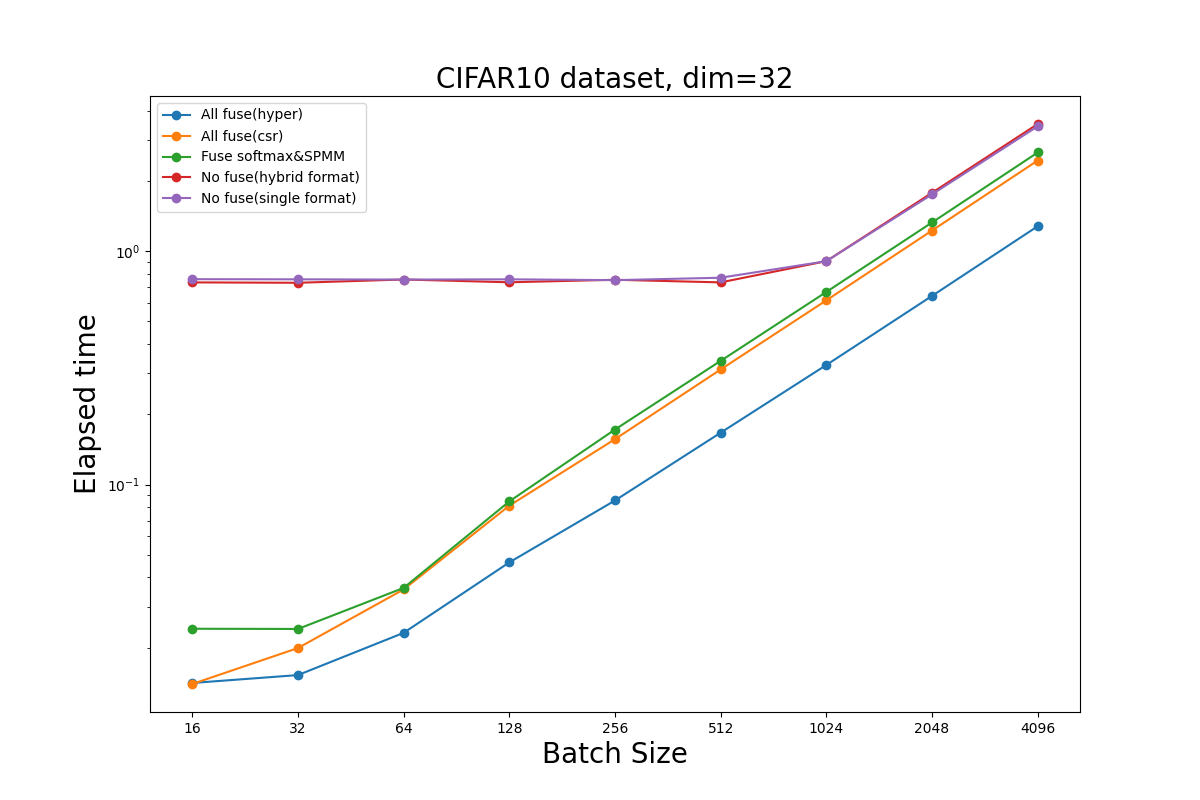 CIFAR10 dataset, dim=32
All fuse(hyper)
All fuse(csr)
Fuse softmax&SPMM
No fuse(hybrid format)
No fuse(single format)
Elapsed time
10⁰
10⁻¹
16 32 64 128 256 512 1024 2048 4096
Batch Size